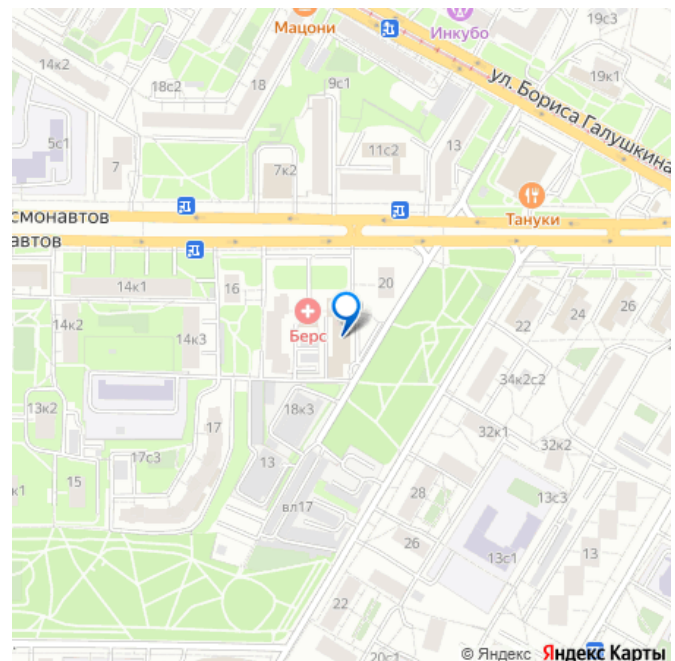 19с3
Мацони
Инкубо
14к2
18с2
18
9с1
19к1
ул. Бориса Галушкина
5с1
7
7к2
11с2
13
Тануки
смонавтов
автов
14к1
16
20
Берс
14к2
14к3
22
24
26
34к2с2
13к2
17
18к3
32к1
32к2
17с3
13
15
к1
вл17
28
13с3
26
13с1
13
22
20с1
© Яндекс Яндекс Карты